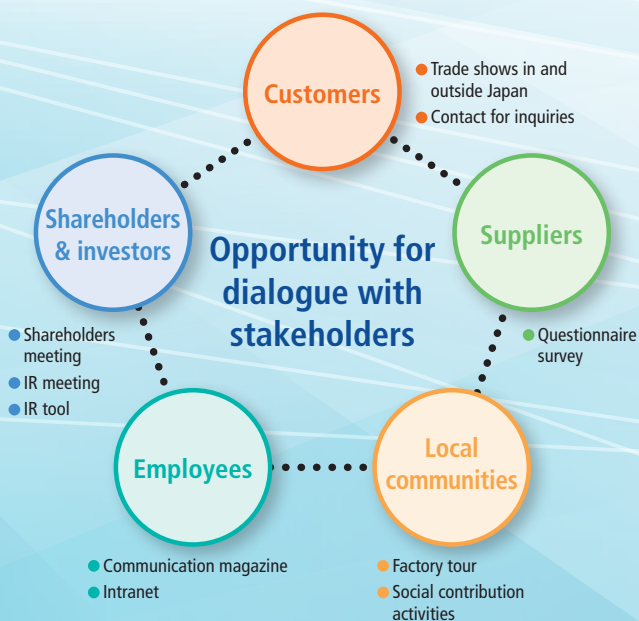 Customers
Trade shows in and
outside Japan
Contact for inquiries
Shareholders
& investors
Opportunity for
dialogue with
stakeholders
Suppliers
Shareholders
meeting
IR meeting
IR tool
Questionnaire
survey
Employees
Local
communities
Communication magazine
Intranet
Factory tour
Social contribution
activities